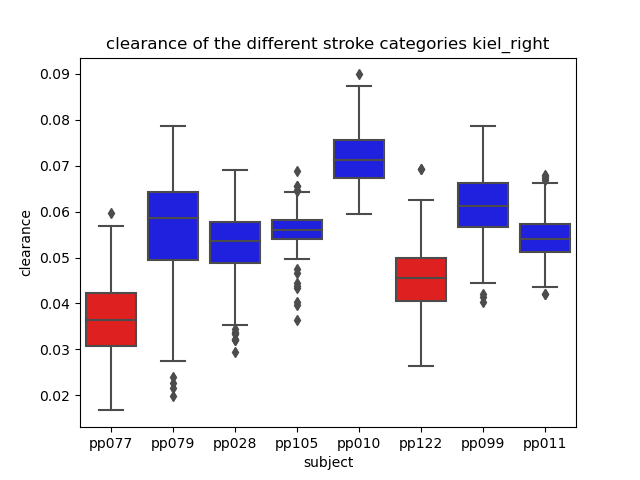 clearance of the different stroke categories kiel_right
0.09
0.08
0.07
0.06
0.05
0.04
0.03
0.02
clearance
pp077 pp079 pp028 pp105 pp010 pp122 pp099 pp011
subject